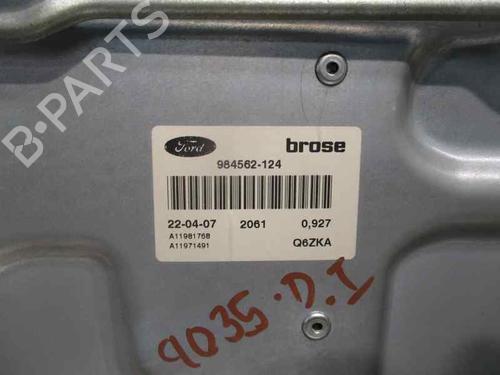 B-PARTS
Ford
brose
984562-124
22-04-07 2061 0,927
A11981768
A11971491 Q6ZKA
9035.D.I